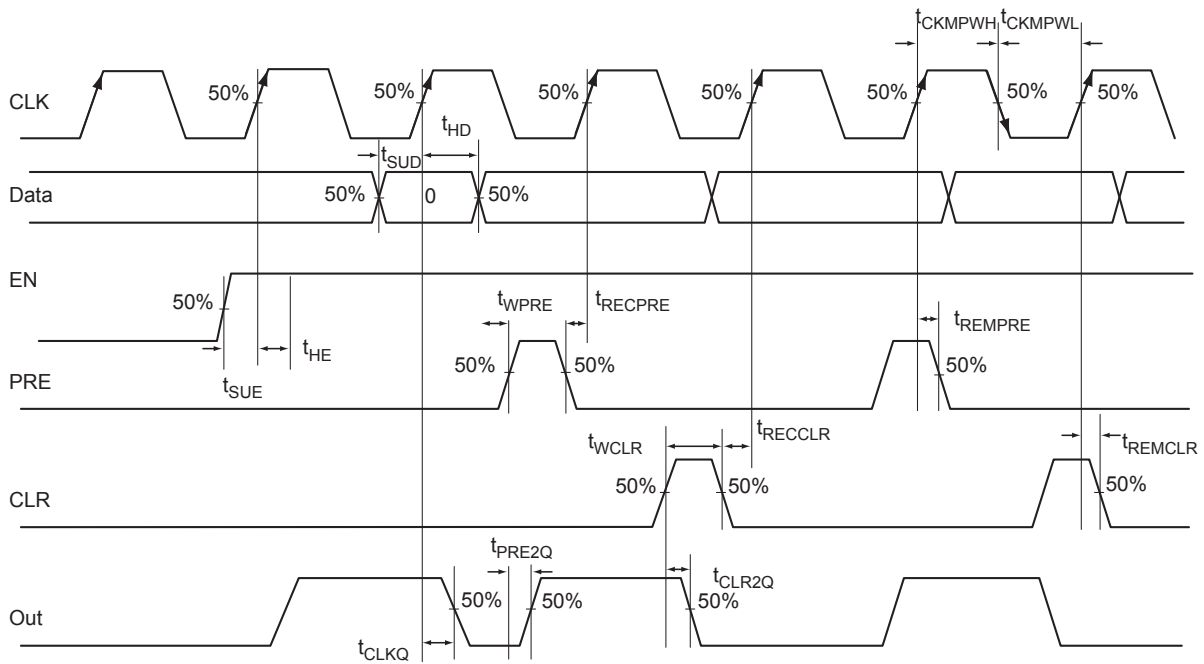 tCKMPWH tCKMPWL
CLK
50% 50% 50% 50% 50% 50% 50%
tHD
tSUD
Data
50% 0 50%
EN
50%
tWPRE tRECPRE
tREMPRE
tHE
tSUE
PRE
50% 50% 50%
tWCLR tRECCLR
tREMCLR
CLR
50% 50% 50%
tPRE2Q
tCLR2Q
Out
50% 50% 50%
tCLKQ